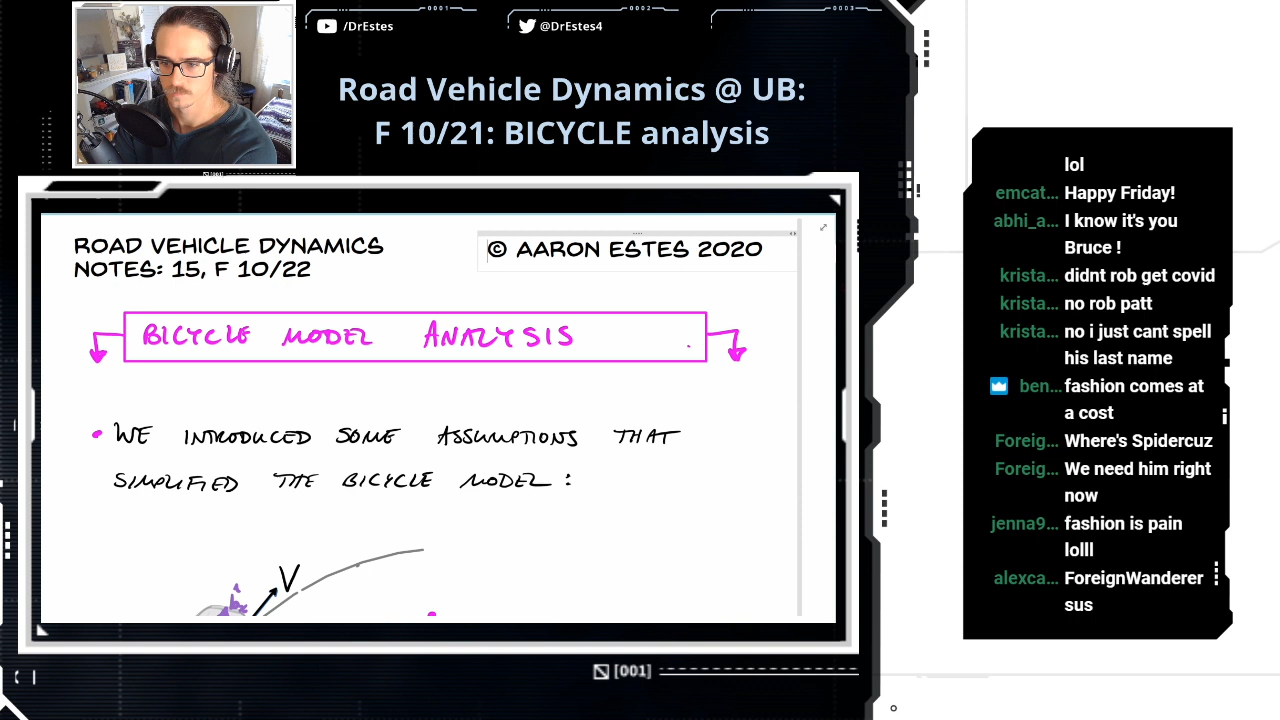 0001
0002
0003
/DrEstes
@DrEstes4
Road Vehicle Dynamics @ UB:
F 10/21: BICYCLE analysis
[001]
ROAD VEHICLE DYNAMICS
NOTES: 15, F 10/22
© AARON ESTES 2020
BICYCLE MODEL ANALYSIS
• WE INTRODUCED SOME ASSUMPTIONS THAT
SIMPLIFIED THE BICYCLE MODEL:
V
[001]
lol
emcat… Happy Friday!
abhi_a… I know it's you
Bruce !
krista… didnt rob get covid
krista… no rob patt
krista… no i just cant spell
his last name
ben… fashion comes at
a cost
Foreig… Where's Spidercuz
Foreig… We need him right
now
jenna9… fashion is pain
lolll
alexca… ForeignWanderer
sus